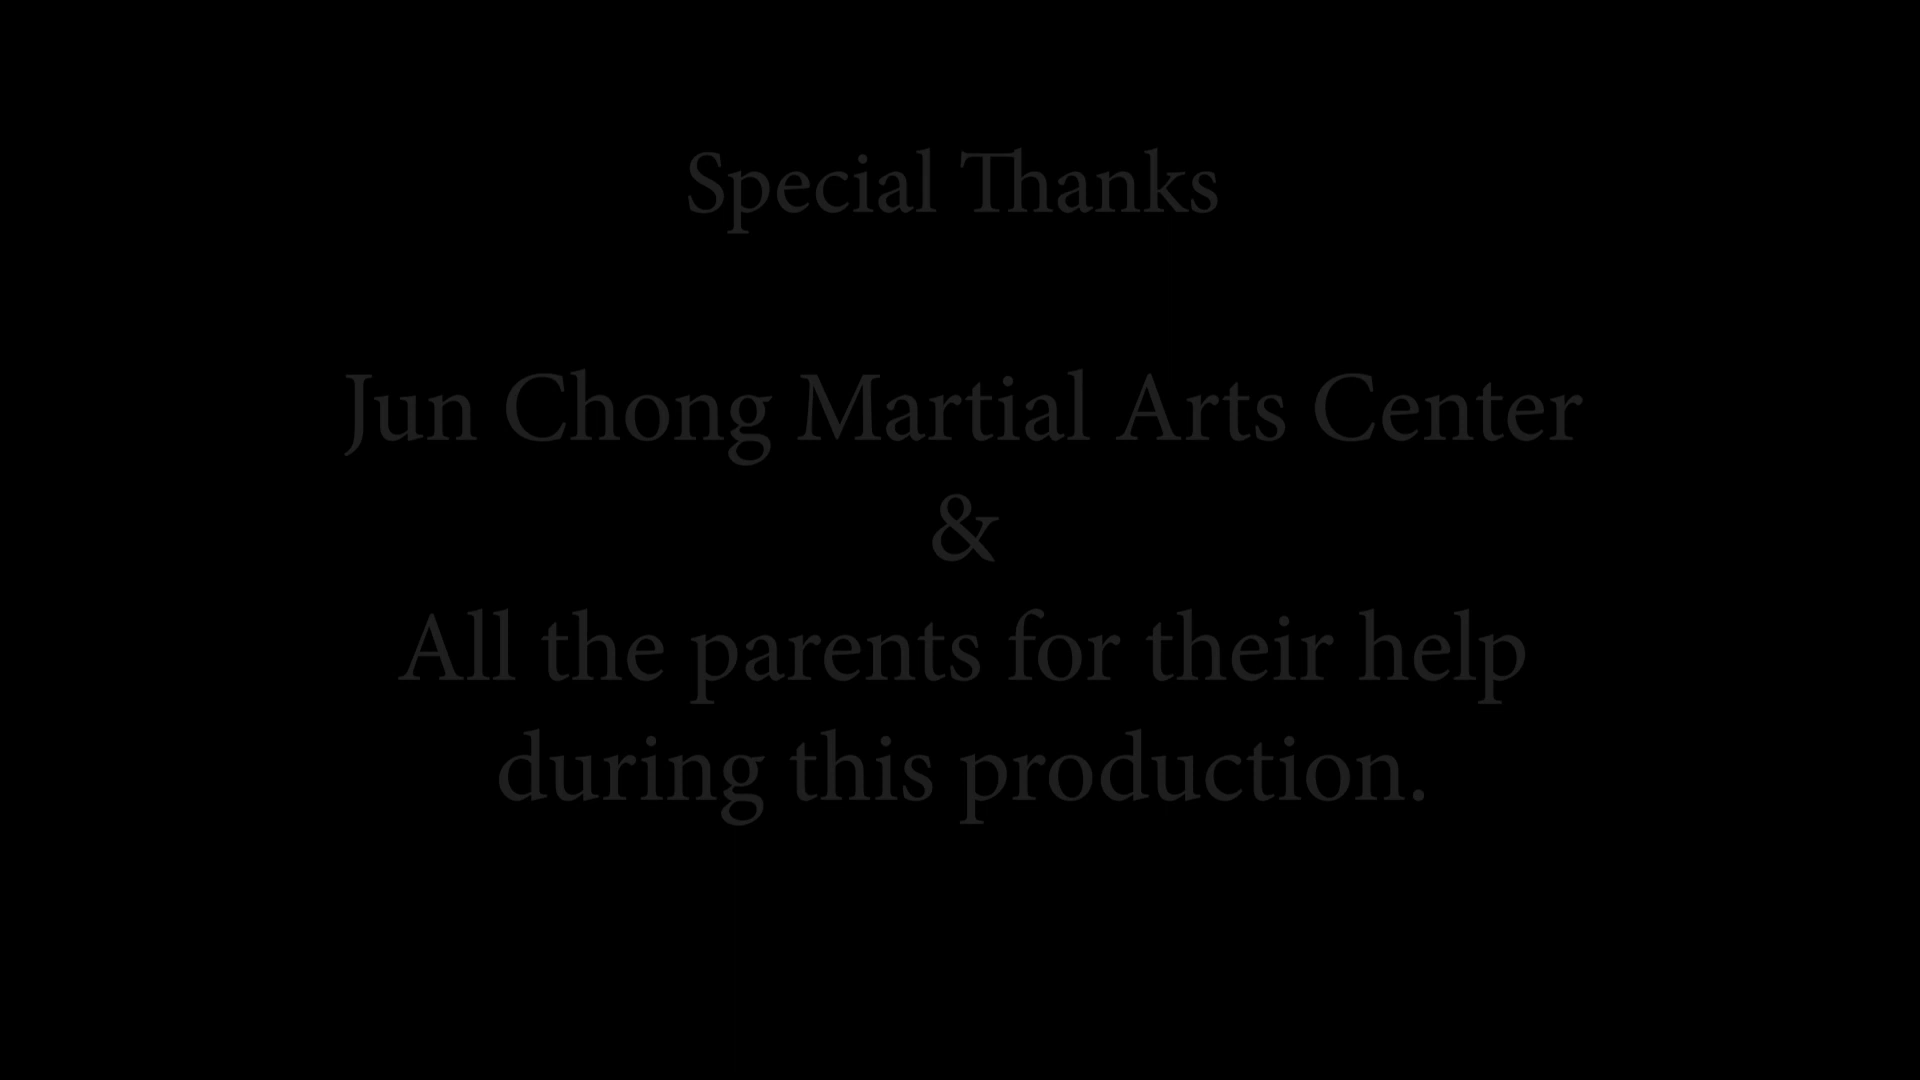 Special Thanks
Jun Chong Martial Arts Center
&
All the parents for their help
during this production.